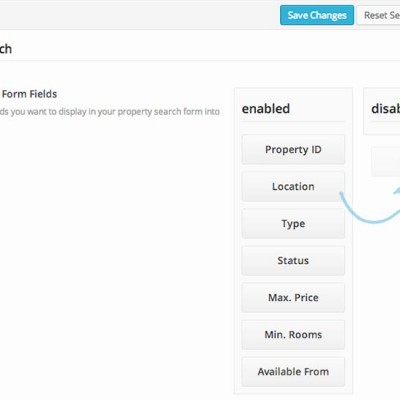 Save Changes
Reset Se
ch
Form Fields
ds you want to display in your property search form into
enabled
disab
Property ID
Location
Type
Status
Max. Price
Min. Rooms
Available From